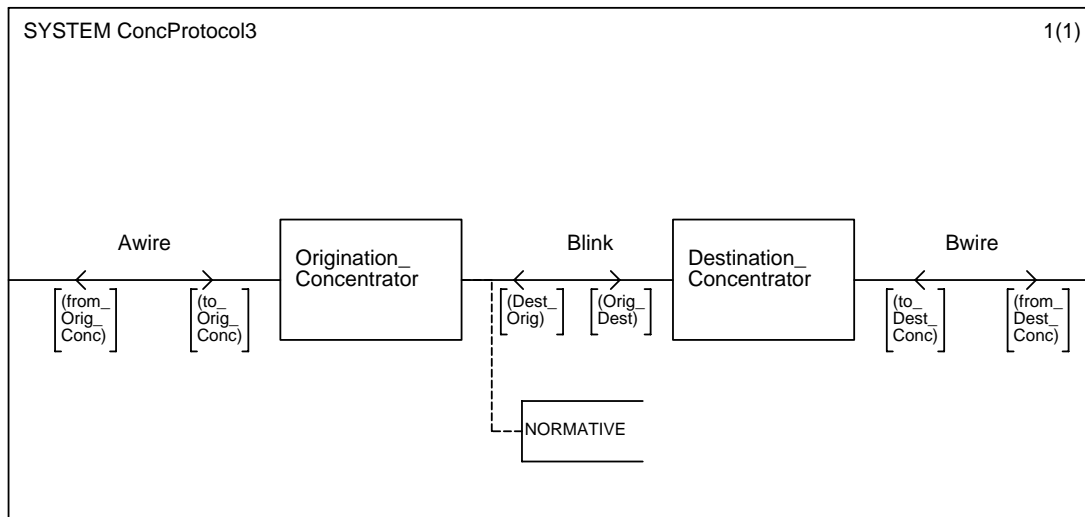 SYSTEM ConcProtocol3
1(1)
Awire
Origination_
Concentrator
Blink
Destination_
Concentrator
Bwire
(from_
Orig_
Conc)
(to_
Orig_
Conc)
(Dest_
Orig)
(Orig_
Dest)
(to_
Dest_
Conc)
(from_
Dest_
Conc)
NORMATIVE